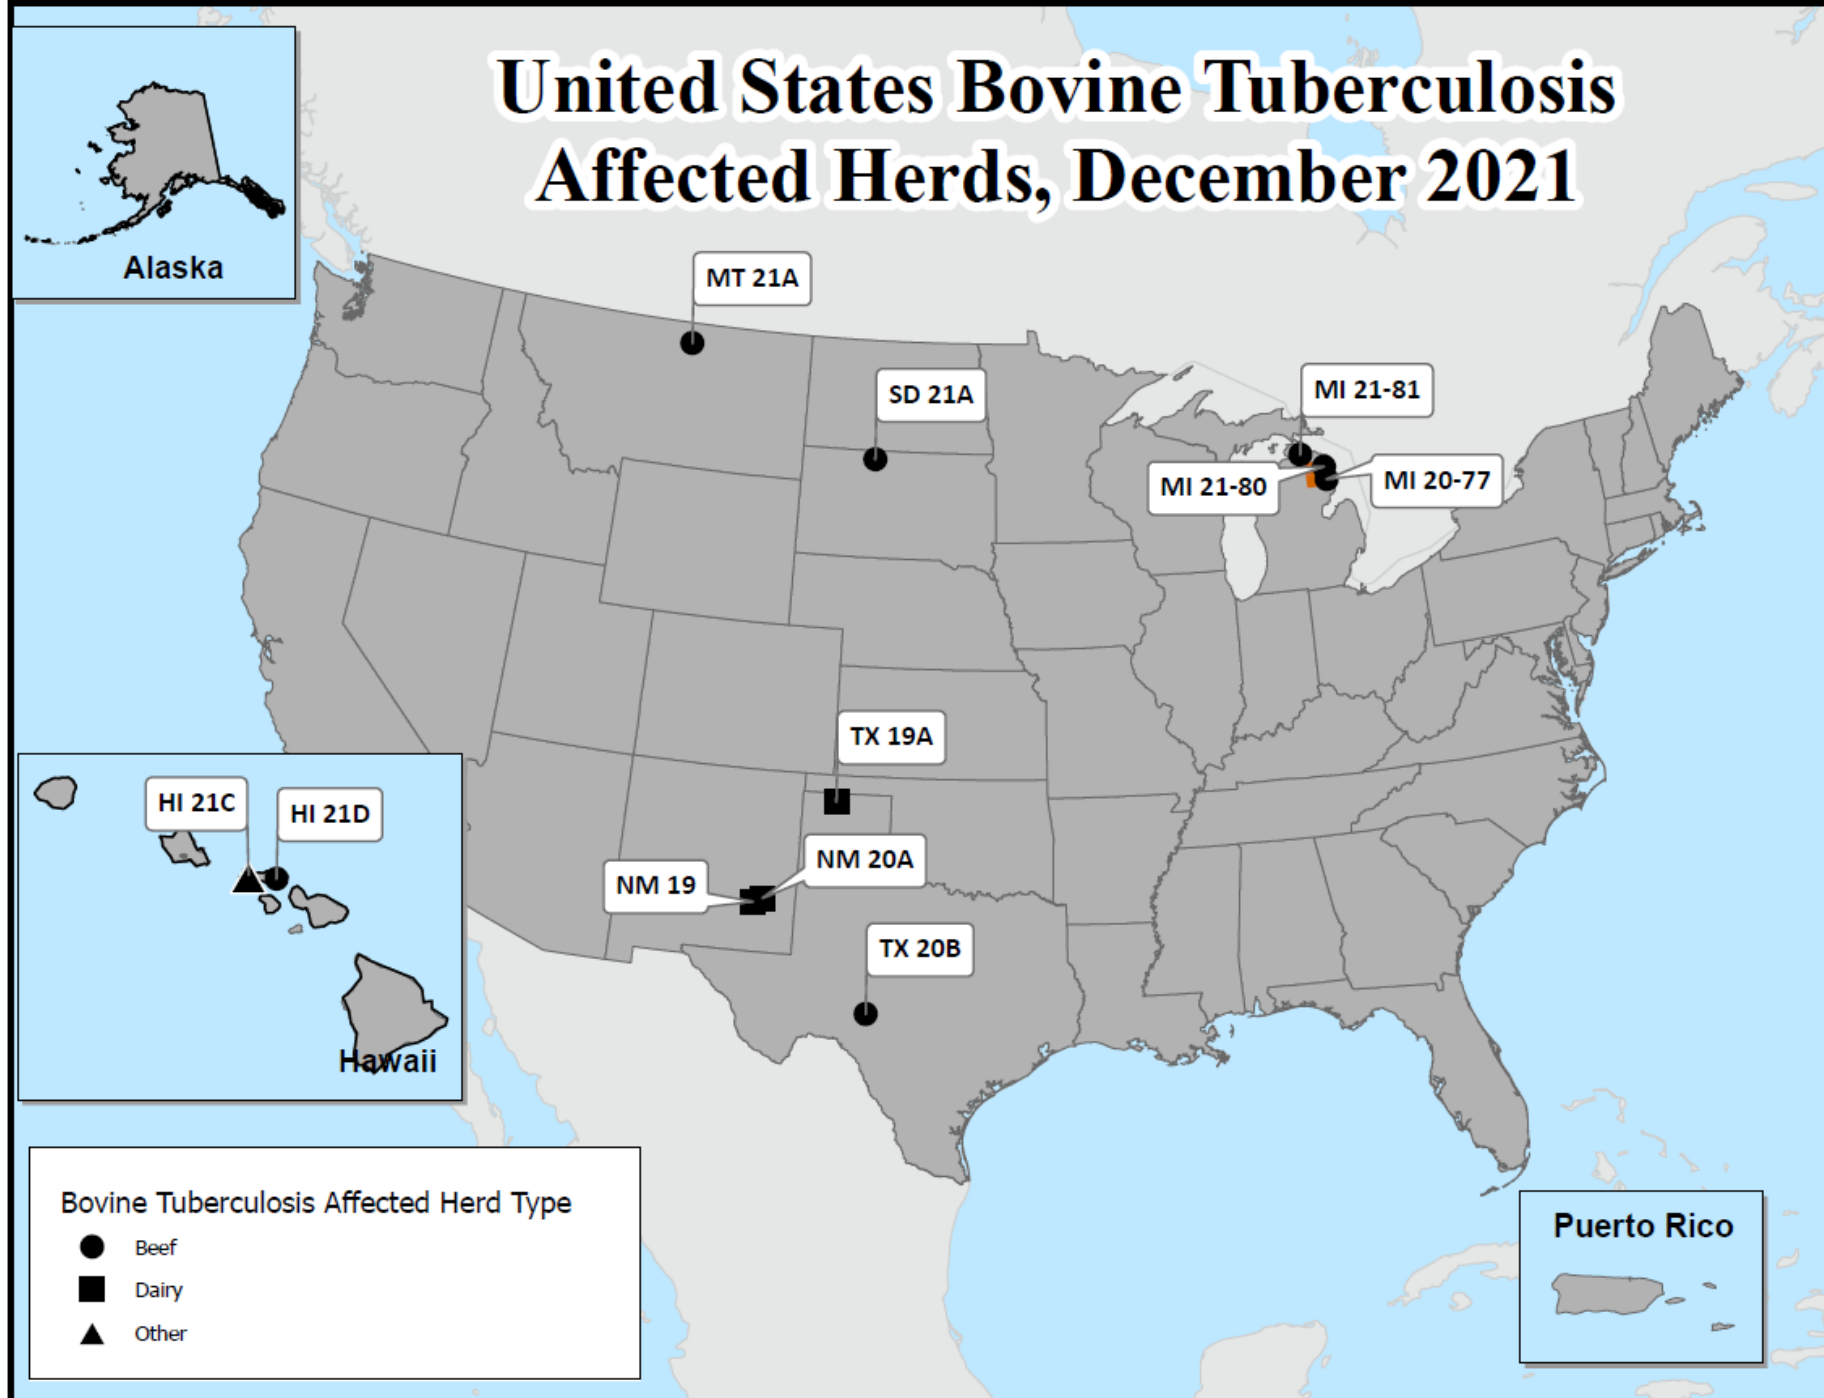 United States Bovine Tuberculosis
Affected Herds, December 2021
Alaska
MT 21A
SD 21A
MI 21-81
MI 21-80
MI 20-77
TX 19A
HI 21C
HI 21D
NM 20A
NM 19
TX 20B
Hawaii
Bovine Tuberculosis Affected Herd Type
Beef
Dairy
Other
Puerto Rico